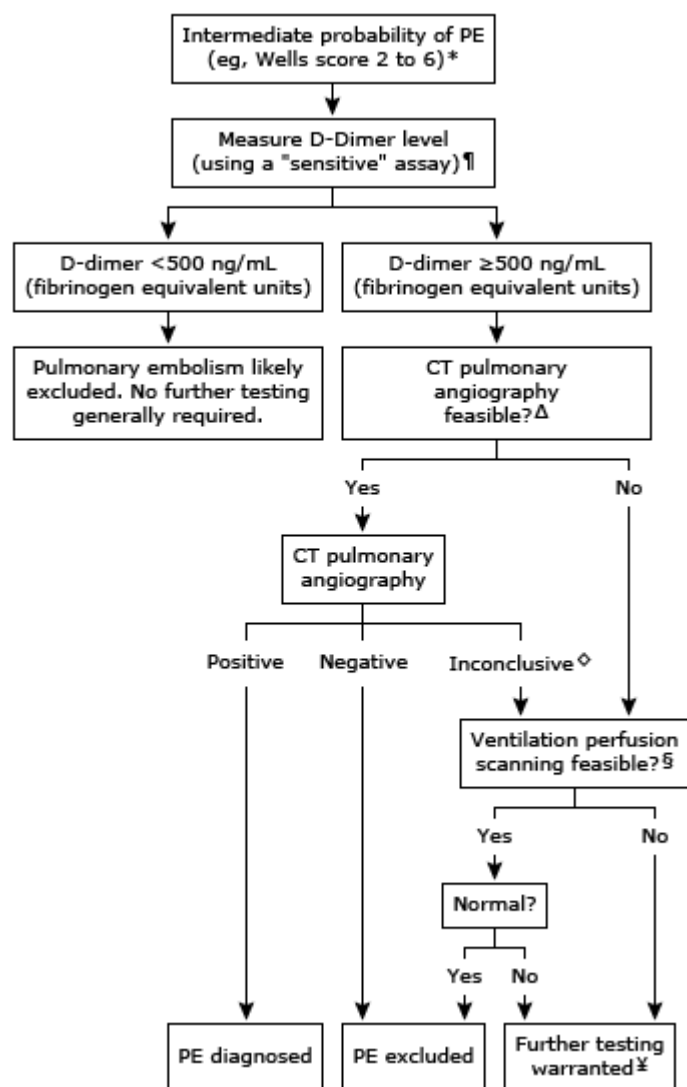 Intermediate probability of PE
(eg, Wells score 2 to 6)*
Measure D-Dimer level
(using a "sensitive" assay)¶
D-dimer <500 ng/mL
(fibrinogen equivalent units)
D-dimer ≥500 ng/mL
(fibrinogen equivalent units)
Pulmonary embolism likely
excluded. No further testing
generally required.
CT pulmonary
angiography
feasible?Δ
Yes
No
CT pulmonary
angiography
Positive
Negative
Inconclusive◇
Ventilation perfusion
scanning feasible?§
Yes
No
Normal?
Yes
No
PE diagnosed
PE excluded
Further testing
warranted¥